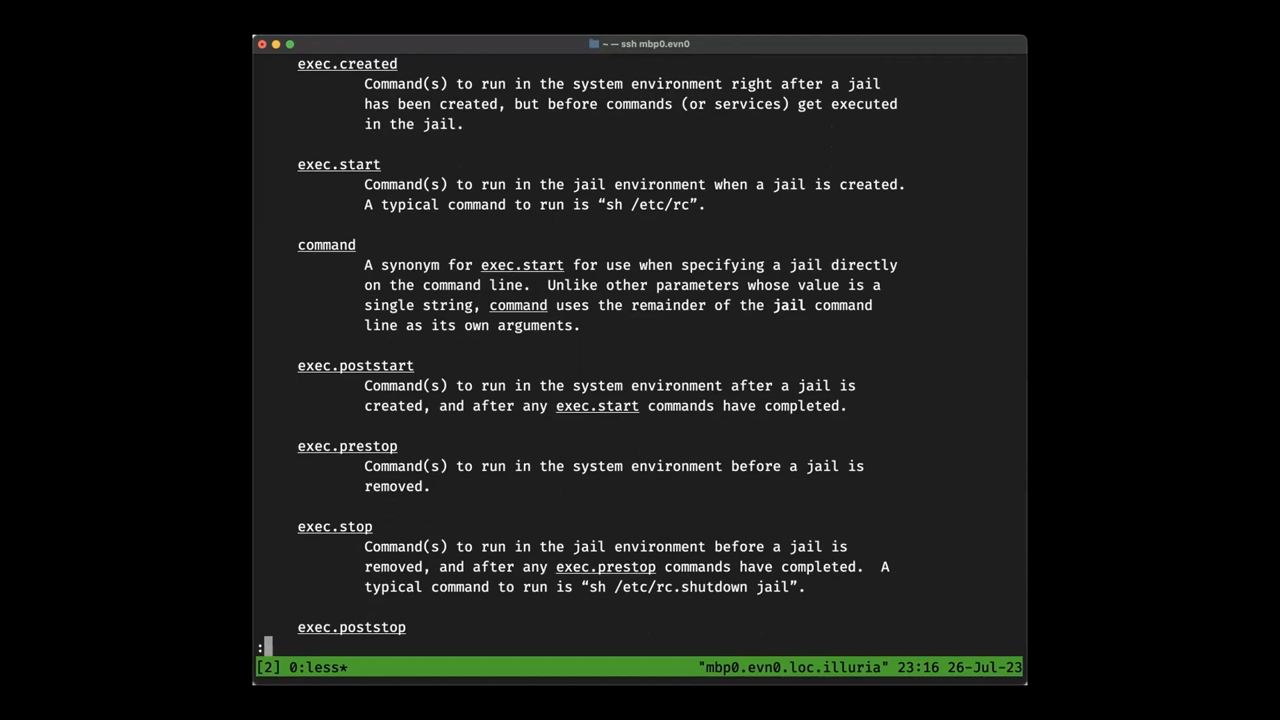 ~ — ssh mbp0.evn0
exec.created
Command(s) to run in the system environment right after a jail
has been created, but before commands (or services) get executed
in the jail.
exec.start
Command(s) to run in the jail environment when a jail is created.
A typical command to run is “sh /etc/rc”.
command
A synonym for exec.start for use when specifying a jail directly
on the command line.  Unlike other parameters whose value is a
single string, command uses the remainder of the jail command
line as its own arguments.
exec.poststart
Command(s) to run in the system environment after a jail is
created, and after any exec.start commands have completed.
exec.prestop
Command(s) to run in the system environment before a jail is
removed.
exec.stop
Command(s) to run in the jail environment before a jail is
removed, and after any exec.prestop commands have completed.  A
typical command to run is “sh /etc/rc.shutdown jail”.
exec.poststop
:
[2] 0:less* "mbp0.evn0.loc.illuria" 23:16 26-Jul-23